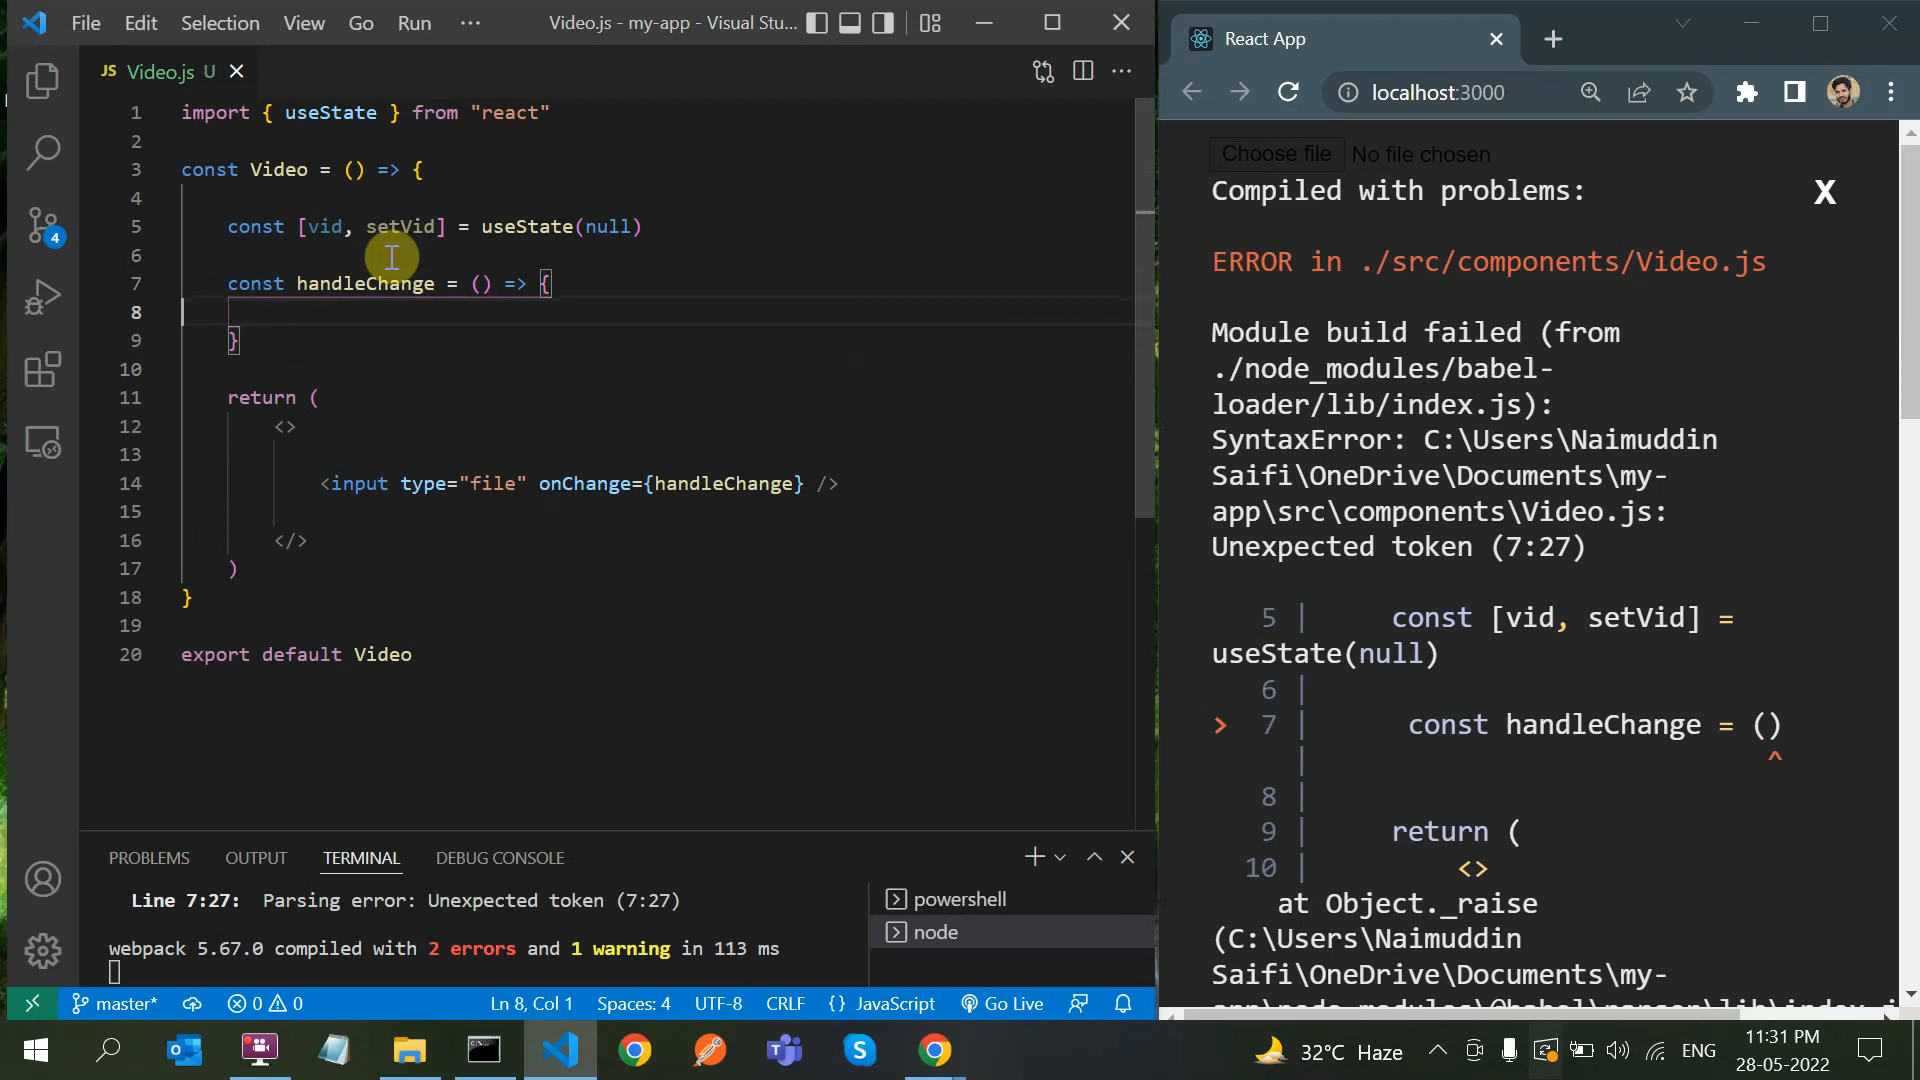 File Edit Selection View Go Run ··· Video.js - my-app - Visual Stu...
JS Video.js U
1 import { useState } from "react"
2
3 const Video = () => {
4
5 const [vid, setVid] = useState(null)
6
7 const handleChange = () => {
8
9 }
10
11 return (
12 <>
13
14 <input type="file" onChange={handleChange} />
15
16 </>
17 )
18 }
19
20 export default Video
4
PROBLEMS OUTPUT TERMINAL DEBUG CONSOLE
Line 7:27: Parsing error: Unexpected token (7:27)
webpack 5.67.0 compiled with 2 errors and 1 warning in 113 ms
powershell
node
master* 0 0 Ln 8, Col 1 Spaces: 4 UTF-8 CRLF {} JavaScript Go Live
React App
localhost:3000
Choose file No file chosen
Compiled with problems: X
ERROR in ./src/components/Video.js
Module build failed (from
./node_modules/babel-
loader/lib/index.js):
SyntaxError: C:\Users\Naimuddin
Saifi\OneDrive\Documents\my-
app\src\components\Video.js:
Unexpected token (7:27)
5 | const [vid, setVid] =
useState(null)
6 |
> 7 | const handleChange = ()
| ^
8 |
9 | return (
10 | <>
at Object._raise
(C:\Users\Naimuddin
Saifi\OneDrive\Documents\my-
32°C Haze ENG 11:31 PM
28-05-2022